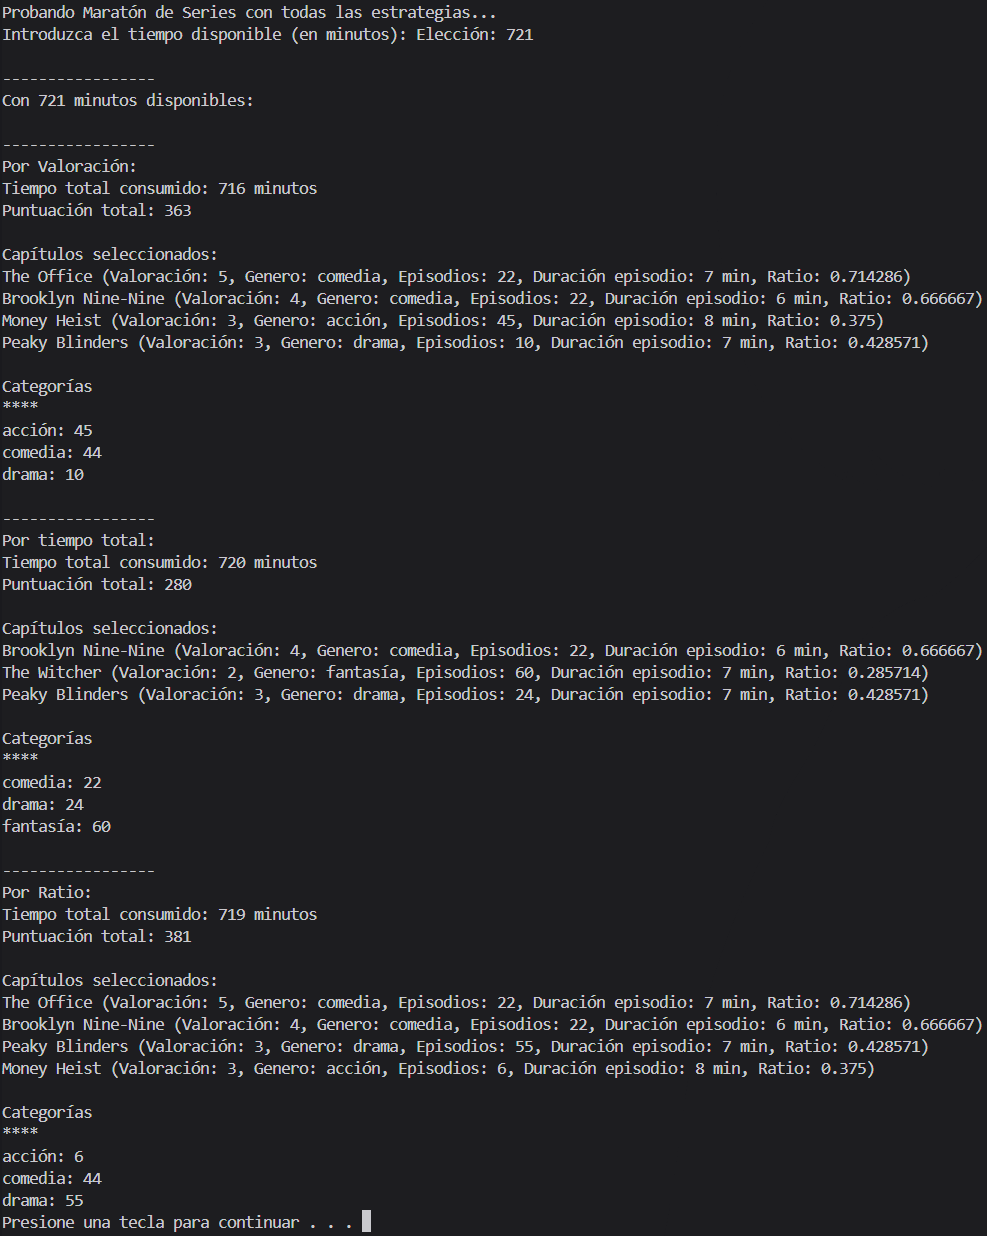 Probando Maratón de Series con todas las estrategias...
Introduzca el tiempo disponible (en minutos): Elección: 721
-----------------
Con 721 minutos disponibles:
-----------------
Por Valoración:
Tiempo total consumido: 716 minutos
Puntuación total: 363
Capítulos seleccionados:
The Office (Valoración: 5, Genero: comedia, Episodios: 22, Duración episodio: 7 min, Ratio: 0.714286)
Brooklyn Nine-Nine (Valoración: 4, Genero: comedia, Episodios: 22, Duración episodio: 6 min, Ratio: 0.666667)
Money Heist (Valoración: 3, Genero: acción, Episodios: 45, Duración episodio: 8 min, Ratio: 0.375)
Peaky Blinders (Valoración: 3, Genero: drama, Episodios: 10, Duración episodio: 7 min, Ratio: 0.428571)
Categorías
****
acción: 45
comedia: 44
drama: 10
-----------------
Por tiempo total:
Tiempo total consumido: 720 minutos
Puntuación total: 280
Capítulos seleccionados:
Brooklyn Nine-Nine (Valoración: 4, Genero: comedia, Episodios: 22, Duración episodio: 6 min, Ratio: 0.666667)
The Witcher (Valoración: 2, Genero: fantasía, Episodios: 60, Duración episodio: 7 min, Ratio: 0.285714)
Peaky Blinders (Valoración: 3, Genero: drama, Episodios: 24, Duración episodio: 7 min, Ratio: 0.428571)
Categorías
****
comedia: 22
drama: 24
fantasía: 60
-----------------
Por Ratio:
Tiempo total consumido: 719 minutos
Puntuación total: 381
Capítulos seleccionados:
The Office (Valoración: 5, Genero: comedia, Episodios: 22, Duración episodio: 7 min, Ratio: 0.714286)
Brooklyn Nine-Nine (Valoración: 4, Genero: comedia, Episodios: 22, Duración episodio: 6 min, Ratio: 0.666667)
Peaky Blinders (Valoración: 3, Genero: drama, Episodios: 55, Duración episodio: 7 min, Ratio: 0.428571)
Money Heist (Valoración: 3, Genero: acción, Episodios: 6, Duración episodio: 8 min, Ratio: 0.375)
Categorías
****
acción: 6
comedia: 44
drama: 55
Presione una tecla para continuar . . .